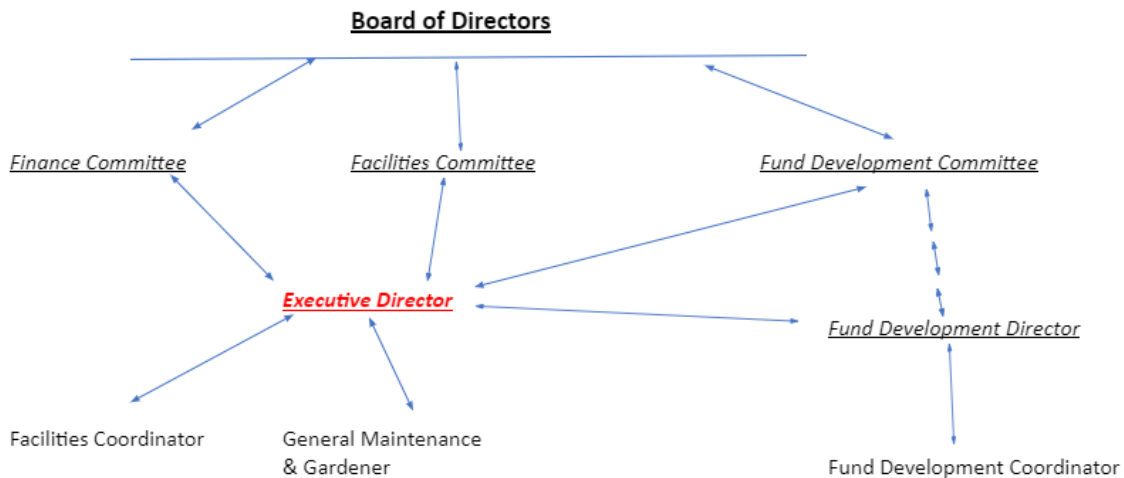 Board of Directors
Finance Committee
Facilities Committee
Fund Development Committee
Executive Director
Fund Development Director
Facilities Coordinator
General Maintenance
& Gardener
Fund Development Coordinator